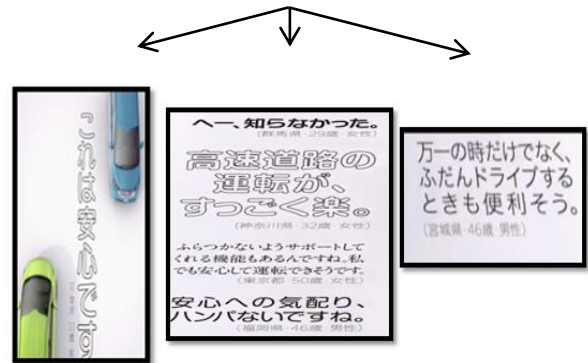 これは安心です
へー、知らなかった。
(群馬県・29歳・女性)
高速道路の
運転が、
すっごく楽。
(神奈川県・32歳・女性)
ふらつかないようサポートして
くれる機能もあるんですね。私
でも安心して運転できそうです。
(東京都・50歳・女性)
安心への気配り、
ハンパないですね。
(福岡県・46歳・男性)
万一の時だけでなく、
ふだんドライブする
ときも便利そう。
(宮城県・46歳・男性)